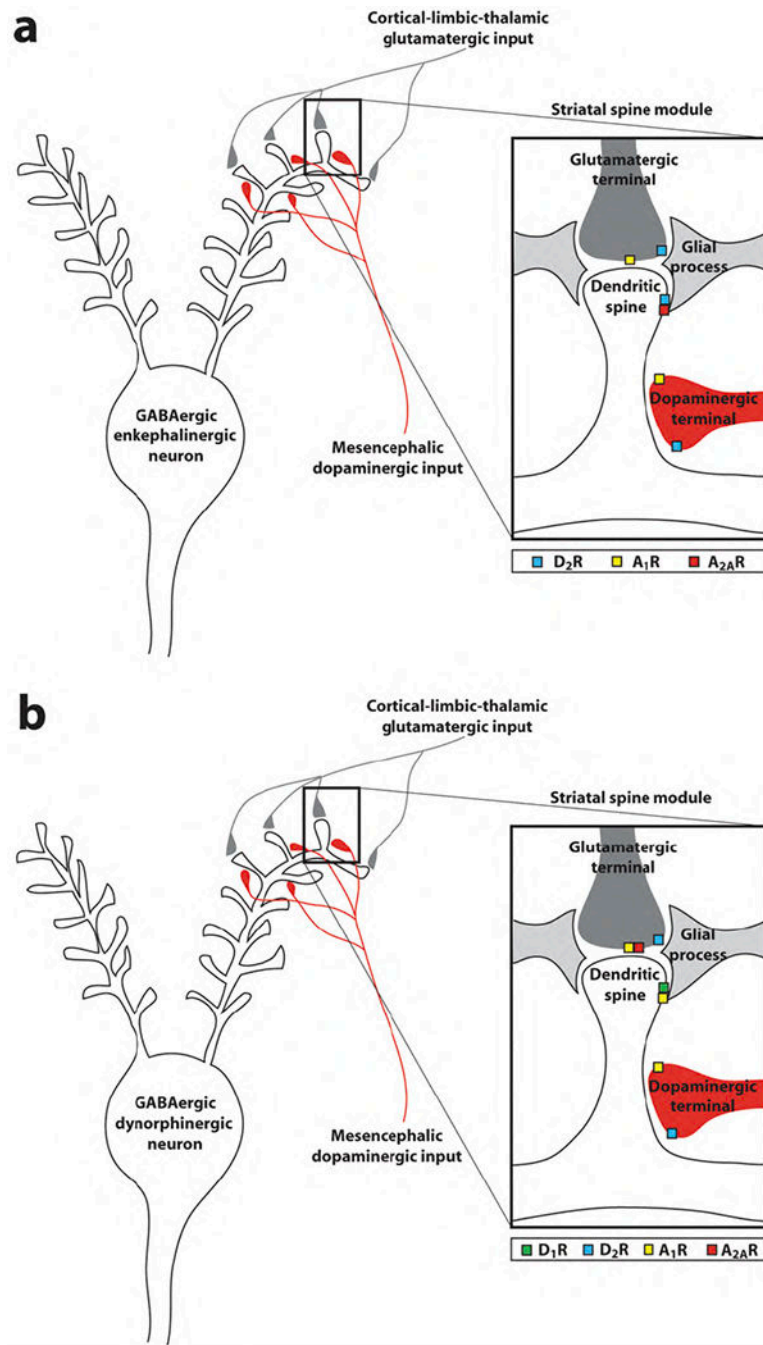 a
Cortical-limbic-thalamic
glutamatergic input
Striatal spine module
Glutamatergic
terminal
Glial
process
Dendritic
spine
Dopaminergic
terminal
GABAergic
enkephalinergic
neuron
Mesencephalic
dopaminergic input
D₂R A₁R A₂AR
b
Cortical-limbic-thalamic
glutamatergic input
Striatal spine module
Glutamatergic
terminal
Glial
process
Dendritic
spine
Dopaminergic
terminal
GABAergic
dynorphinergic
neuron
Mesencephalic
dopaminergic input
D₁R D₂R A₁R A₂AR